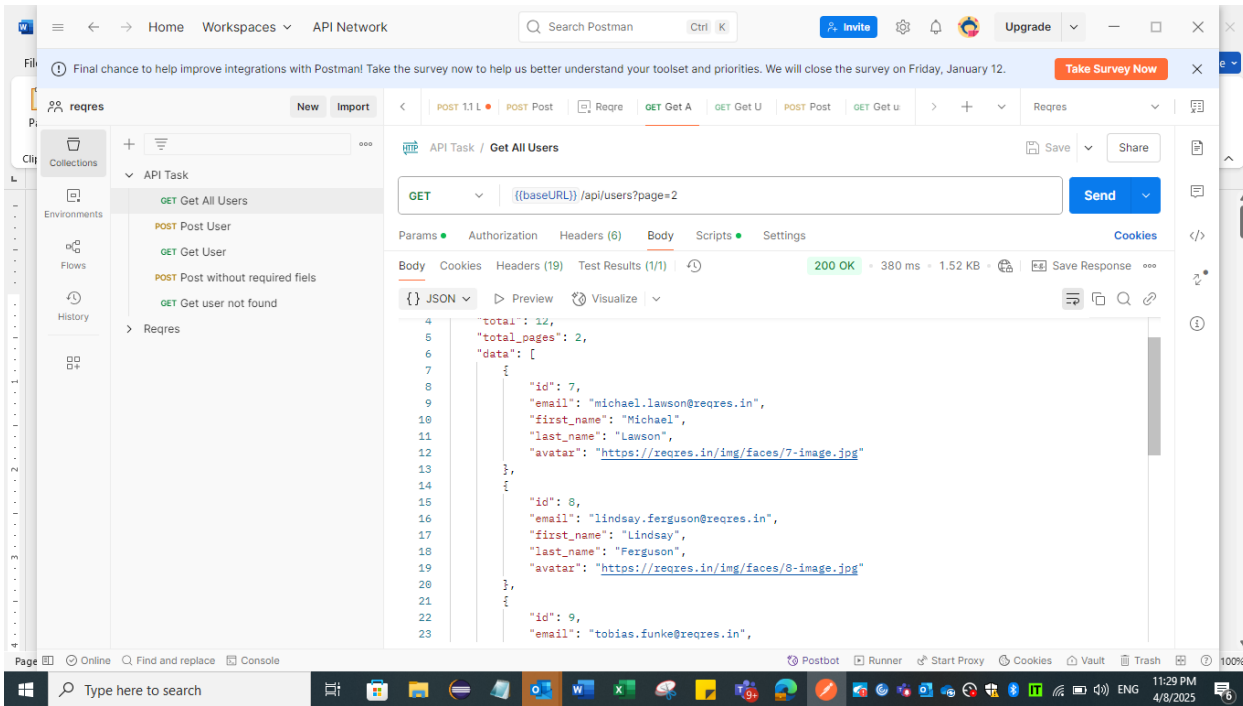 Home Workspaces API Network Search Postman Ctrl K Invite Upgrade
Final chance to help improve integrations with Postman! Take the survey now to help us better understand your toolset and priorities. We will close the survey on Friday, January 12. Take Survey Now
reqres New Import POST 1.1 L POST Post Reqre GET Get A GET Get U POST Post GET Get u Reqres
Collections
Environments
Flows
History
API Task
GET Get All Users
POST Post User
GET Get User
POST Post without required fiels
GET Get user not found
Reqres
HTTP API Task / Get All Users Save Share
GET {{baseURL}} /api/users?page=2 Send
Params Authorization Headers (6) Body Scripts Settings Cookies
Body Cookies Headers (19) Test Results (1/1) 200 OK 380 ms 1.52 KB e.g. Save Response
{} JSON Preview Visualize
4 "total": 12,
5 "total_pages": 2,
6 "data": [
7 {
8 "id": 7,
9 "email": "michael.lawson@reqres.in",
10 "first_name": "Michael",
11 "last_name": "Lawson",
12 "avatar": "https://reqres.in/img/faces/7-image.jpg"
13 },
14 {
15 "id": 8,
16 "email": "lindsay.ferguson@reqres.in",
17 "first_name": "Lindsay",
18 "last_name": "Ferguson",
19 "avatar": "https://reqres.in/img/faces/8-image.jpg"
20 },
21 {
22 "id": 9,
23 "email": "tobias.funke@reqres.in",
Page Online Find and replace Console Postbot Runner Start Proxy Cookies Vault Trash 100%
Type here to search ENG 11:29 PM
4/8/2025